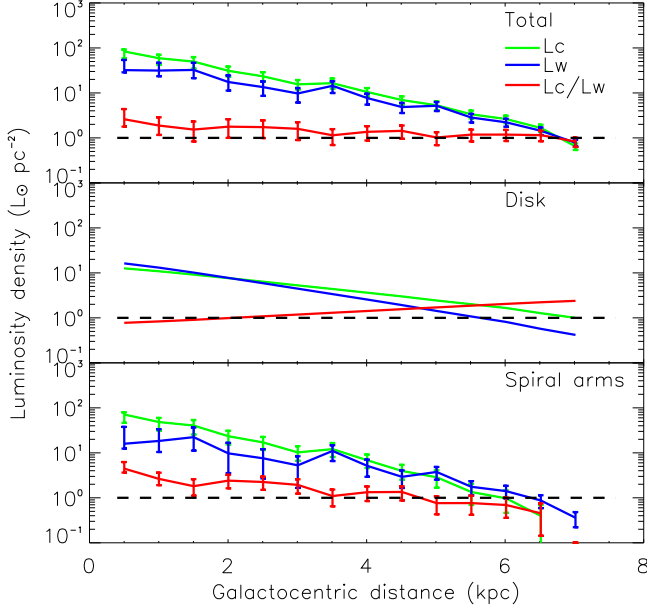 Luminosity density (L⊙ pc⁻²)
10³
10²
10¹
10⁰
10⁻¹
Total
Lc
Lw
Lc/Lw
10³
10²
10¹
10⁰
10⁻¹
Disk
10³
10²
10¹
10⁰
10⁻¹
Spiral arms
0 2 4 6 8
Galactocentric distance (kpc)